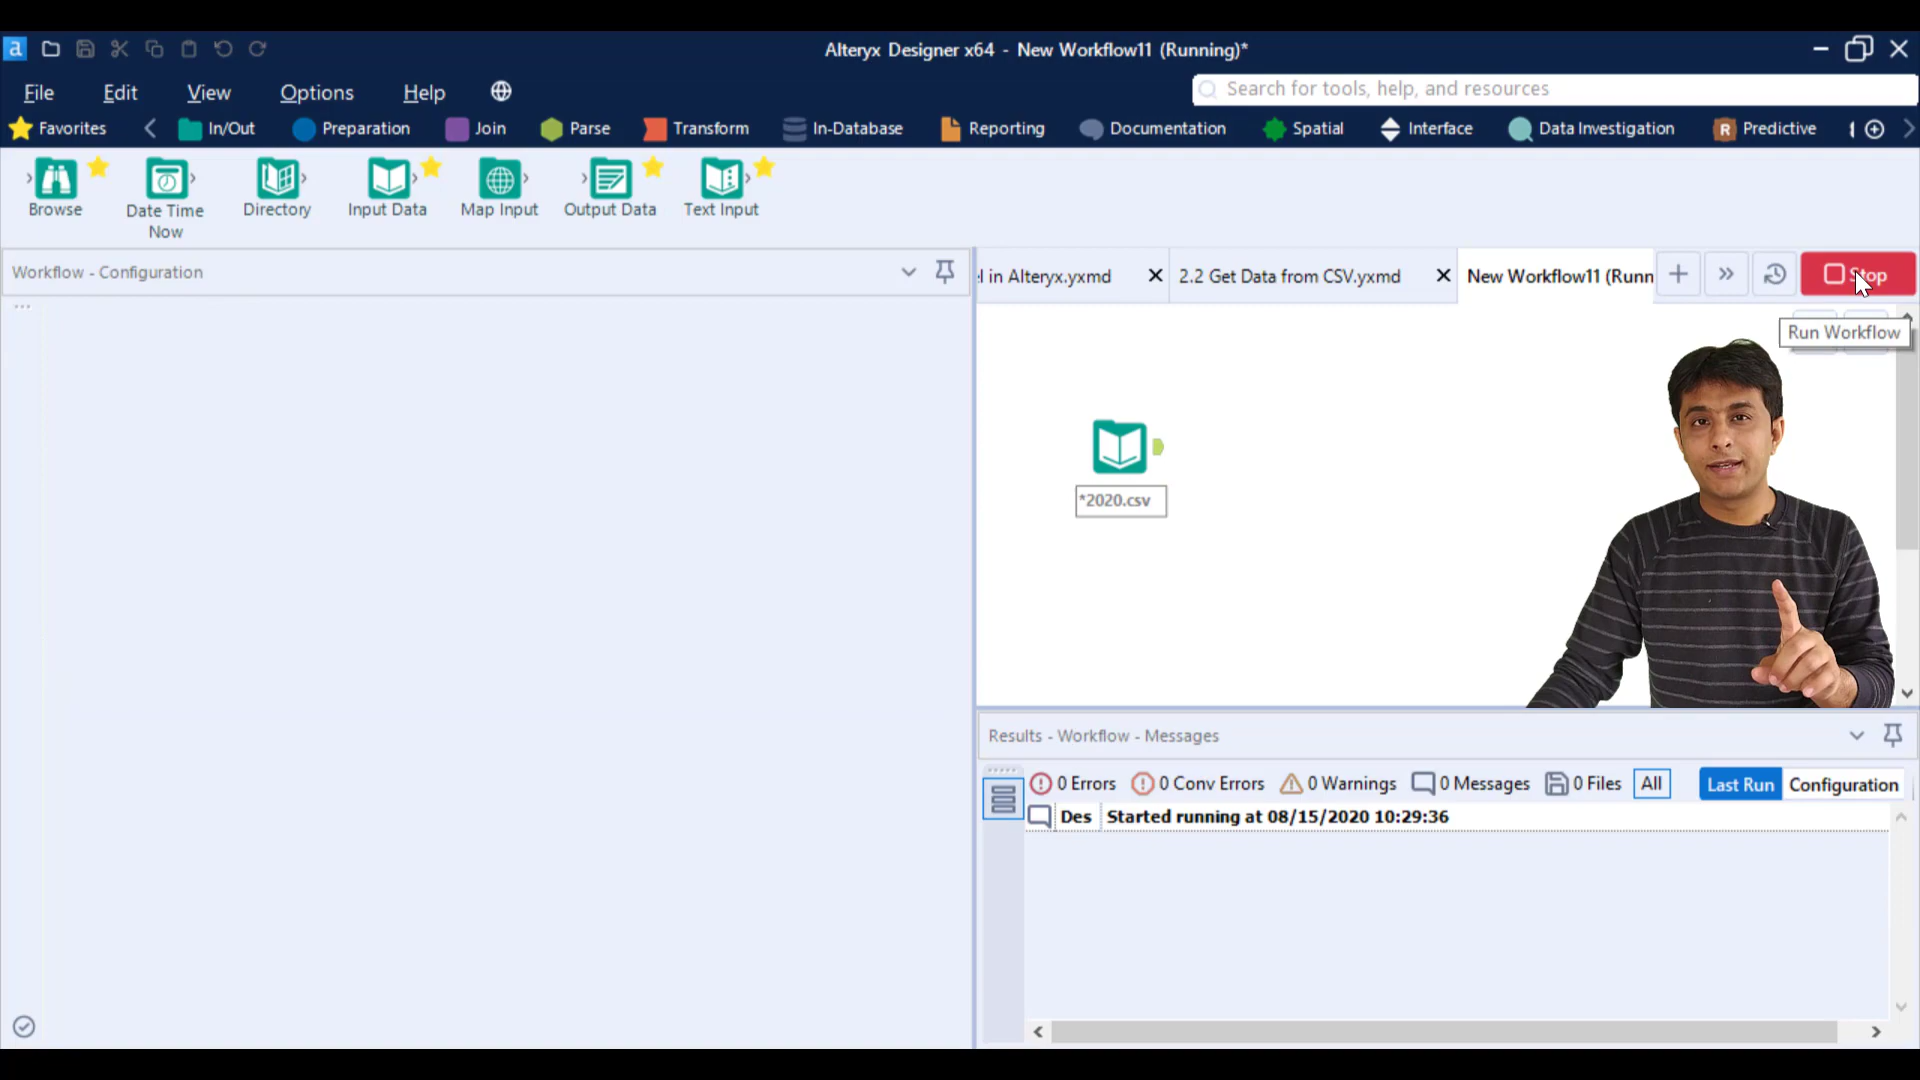 a
Alteryx Designer x64 - New Workflow11 (Running)*
File Edit View Options Help
Search for tools, help, and resources
Favorites In/Out Preparation Join Parse Transform In-Database Reporting Documentation Spatial Interface Data Investigation R Predictive
Browse Date Time Now Directory Input Data Map Input Output Data Text Input
Workflow - Configuration
l in Alteryx.yxmd 2.2 Get Data from CSV.yxmd New Workflow11 (Runn Stop
Run Workflow
*2020.csv
Results - Workflow - Messages
0 Errors 0 Conv Errors 0 Warnings 0 Messages 0 Files All Last Run Configuration
Des Started running at 08/15/2020 10:29:36